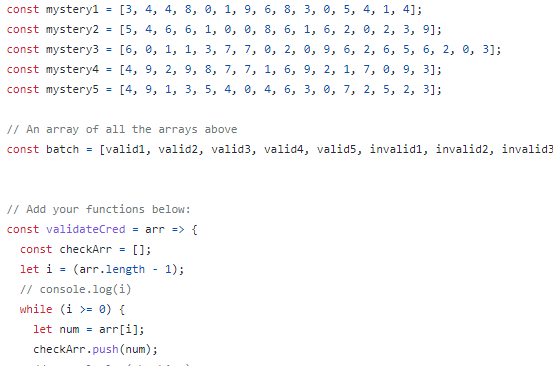 const mystery1 = [3, 4, 4, 8, 0, 1, 9, 6, 8, 3, 0, 5, 4, 1, 4];
const mystery2 = [5, 4, 6, 6, 1, 0, 0, 8, 6, 1, 6, 2, 0, 2, 3, 9];
const mystery3 = [6, 0, 1, 1, 3, 7, 7, 0, 2, 0, 9, 6, 2, 6, 5, 6, 2, 0, 3];
const mystery4 = [4, 9, 2, 9, 8, 7, 7, 1, 6, 9, 2, 1, 7, 0, 9, 3];
const mystery5 = [4, 9, 1, 3, 5, 4, 0, 4, 6, 3, 0, 7, 2, 5, 2, 3];
// An array of all the arrays above
const batch = [valid1, valid2, valid3, valid4, valid5, invalid1, invalid2, invalid3
// Add your functions below:
const validateCred = arr => {
const checkArr = [];
let i = (arr.length - 1);
// console.log(i)
while (i >= 0) {
let num = arr[i];
checkArr.push(num);